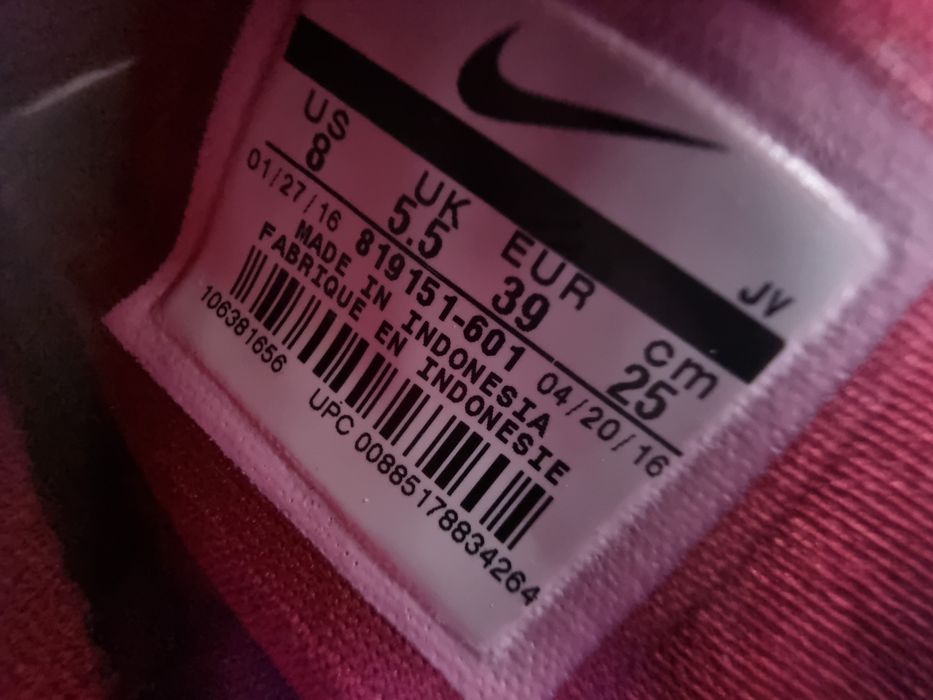 JV
US UK EUR cm
8 5.5 39 25
01/27/16 819151-601 04/20/16
MADE IN INDONESIA
FABRIQUÉ EN INDONESIE
106381656
UPC 00885178834264